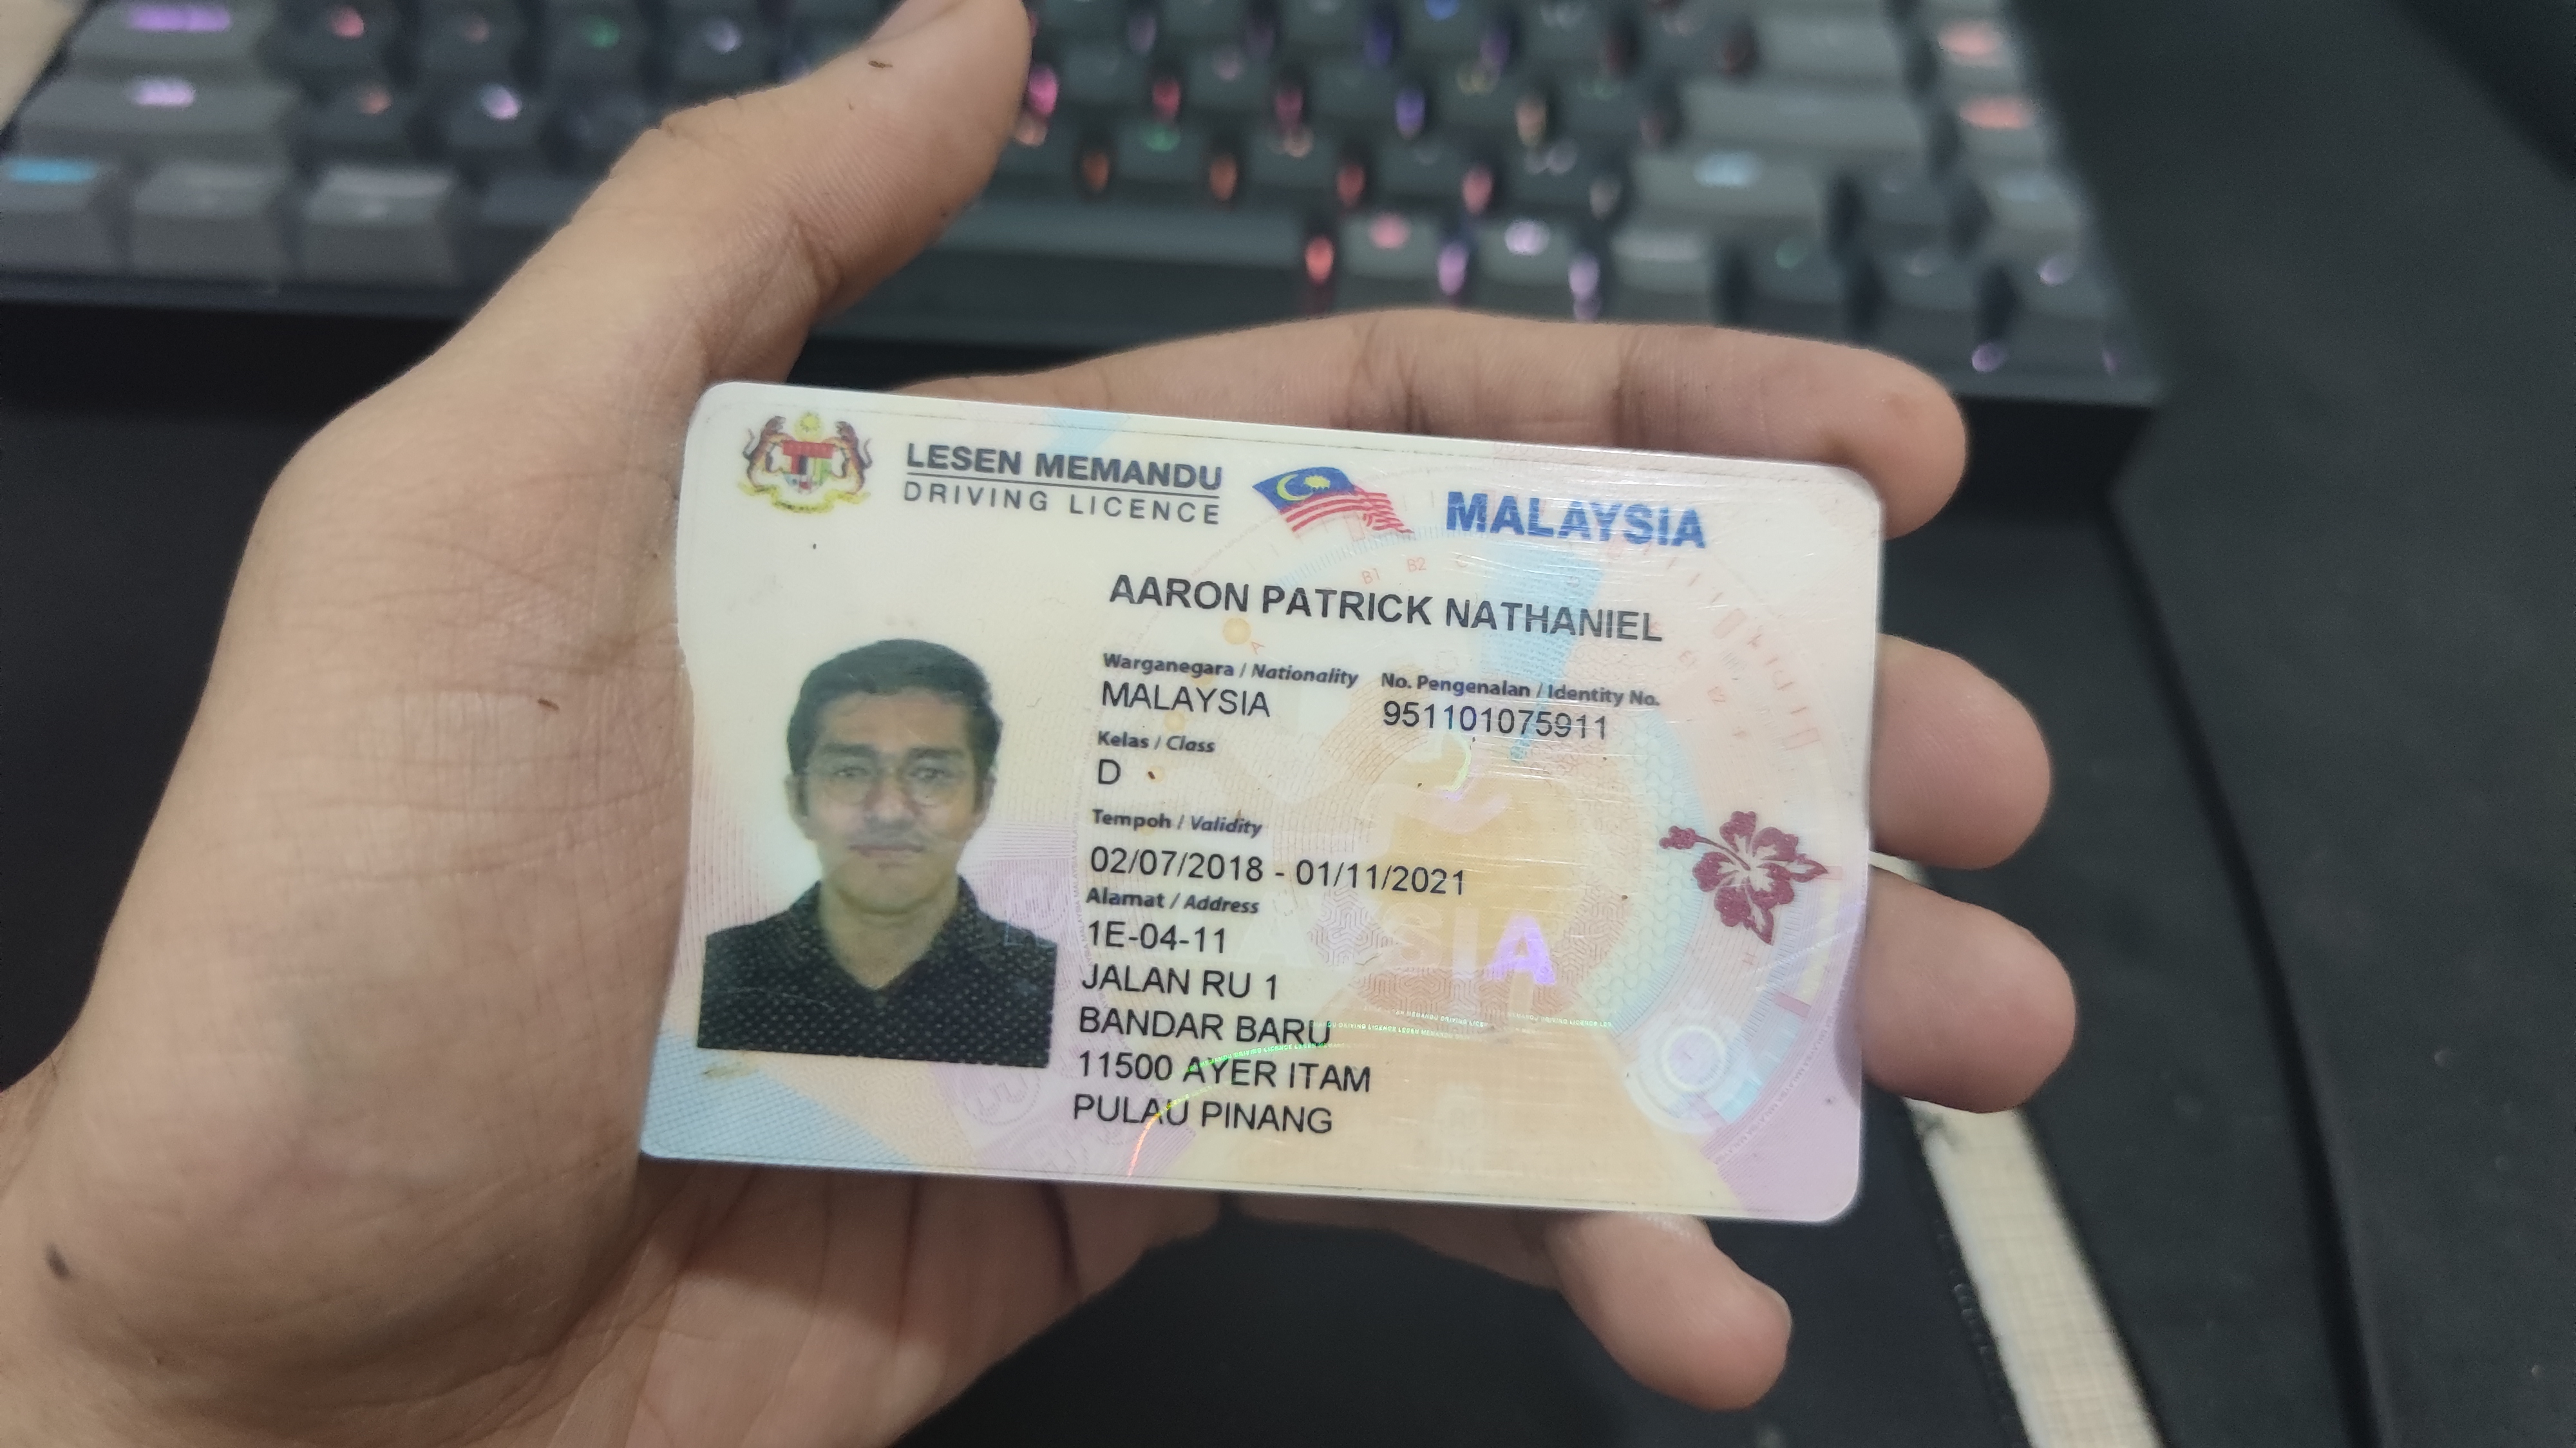 LESEN MEMANDU
DRIVING LICENCE
MALAYSIA
AARON PATRICK NATHANIEL
Warganegara / Nationality
MALAYSIA
No. Pengenalan / Identity No.
951101075911
Kelas / Class
D
Tempoh / Validity
02/07/2018 - 01/11/2021
Alamat / Address
1E-04-11
JALAN RU 1
BANDAR BARU
11500 AYER ITAM
PULAU PINANG